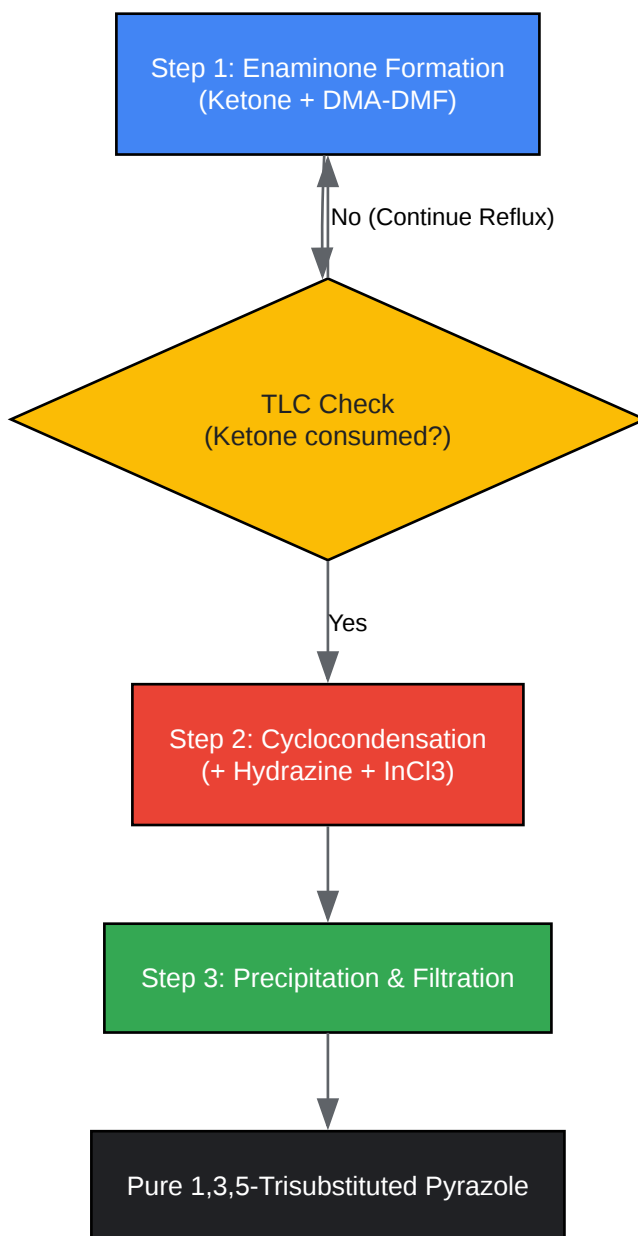 Step 1: Enaminone Formation
(Ketone + DMA-DMF)
No (Continue Reflux)
TLC Check
(Ketone consumed?)
Yes
Step 2: Cyclocondensation
(+ Hydrazine + InCl3)
Step 3: Precipitation & Filtration
Pure 1,3,5-Trisubstituted Pyrazole